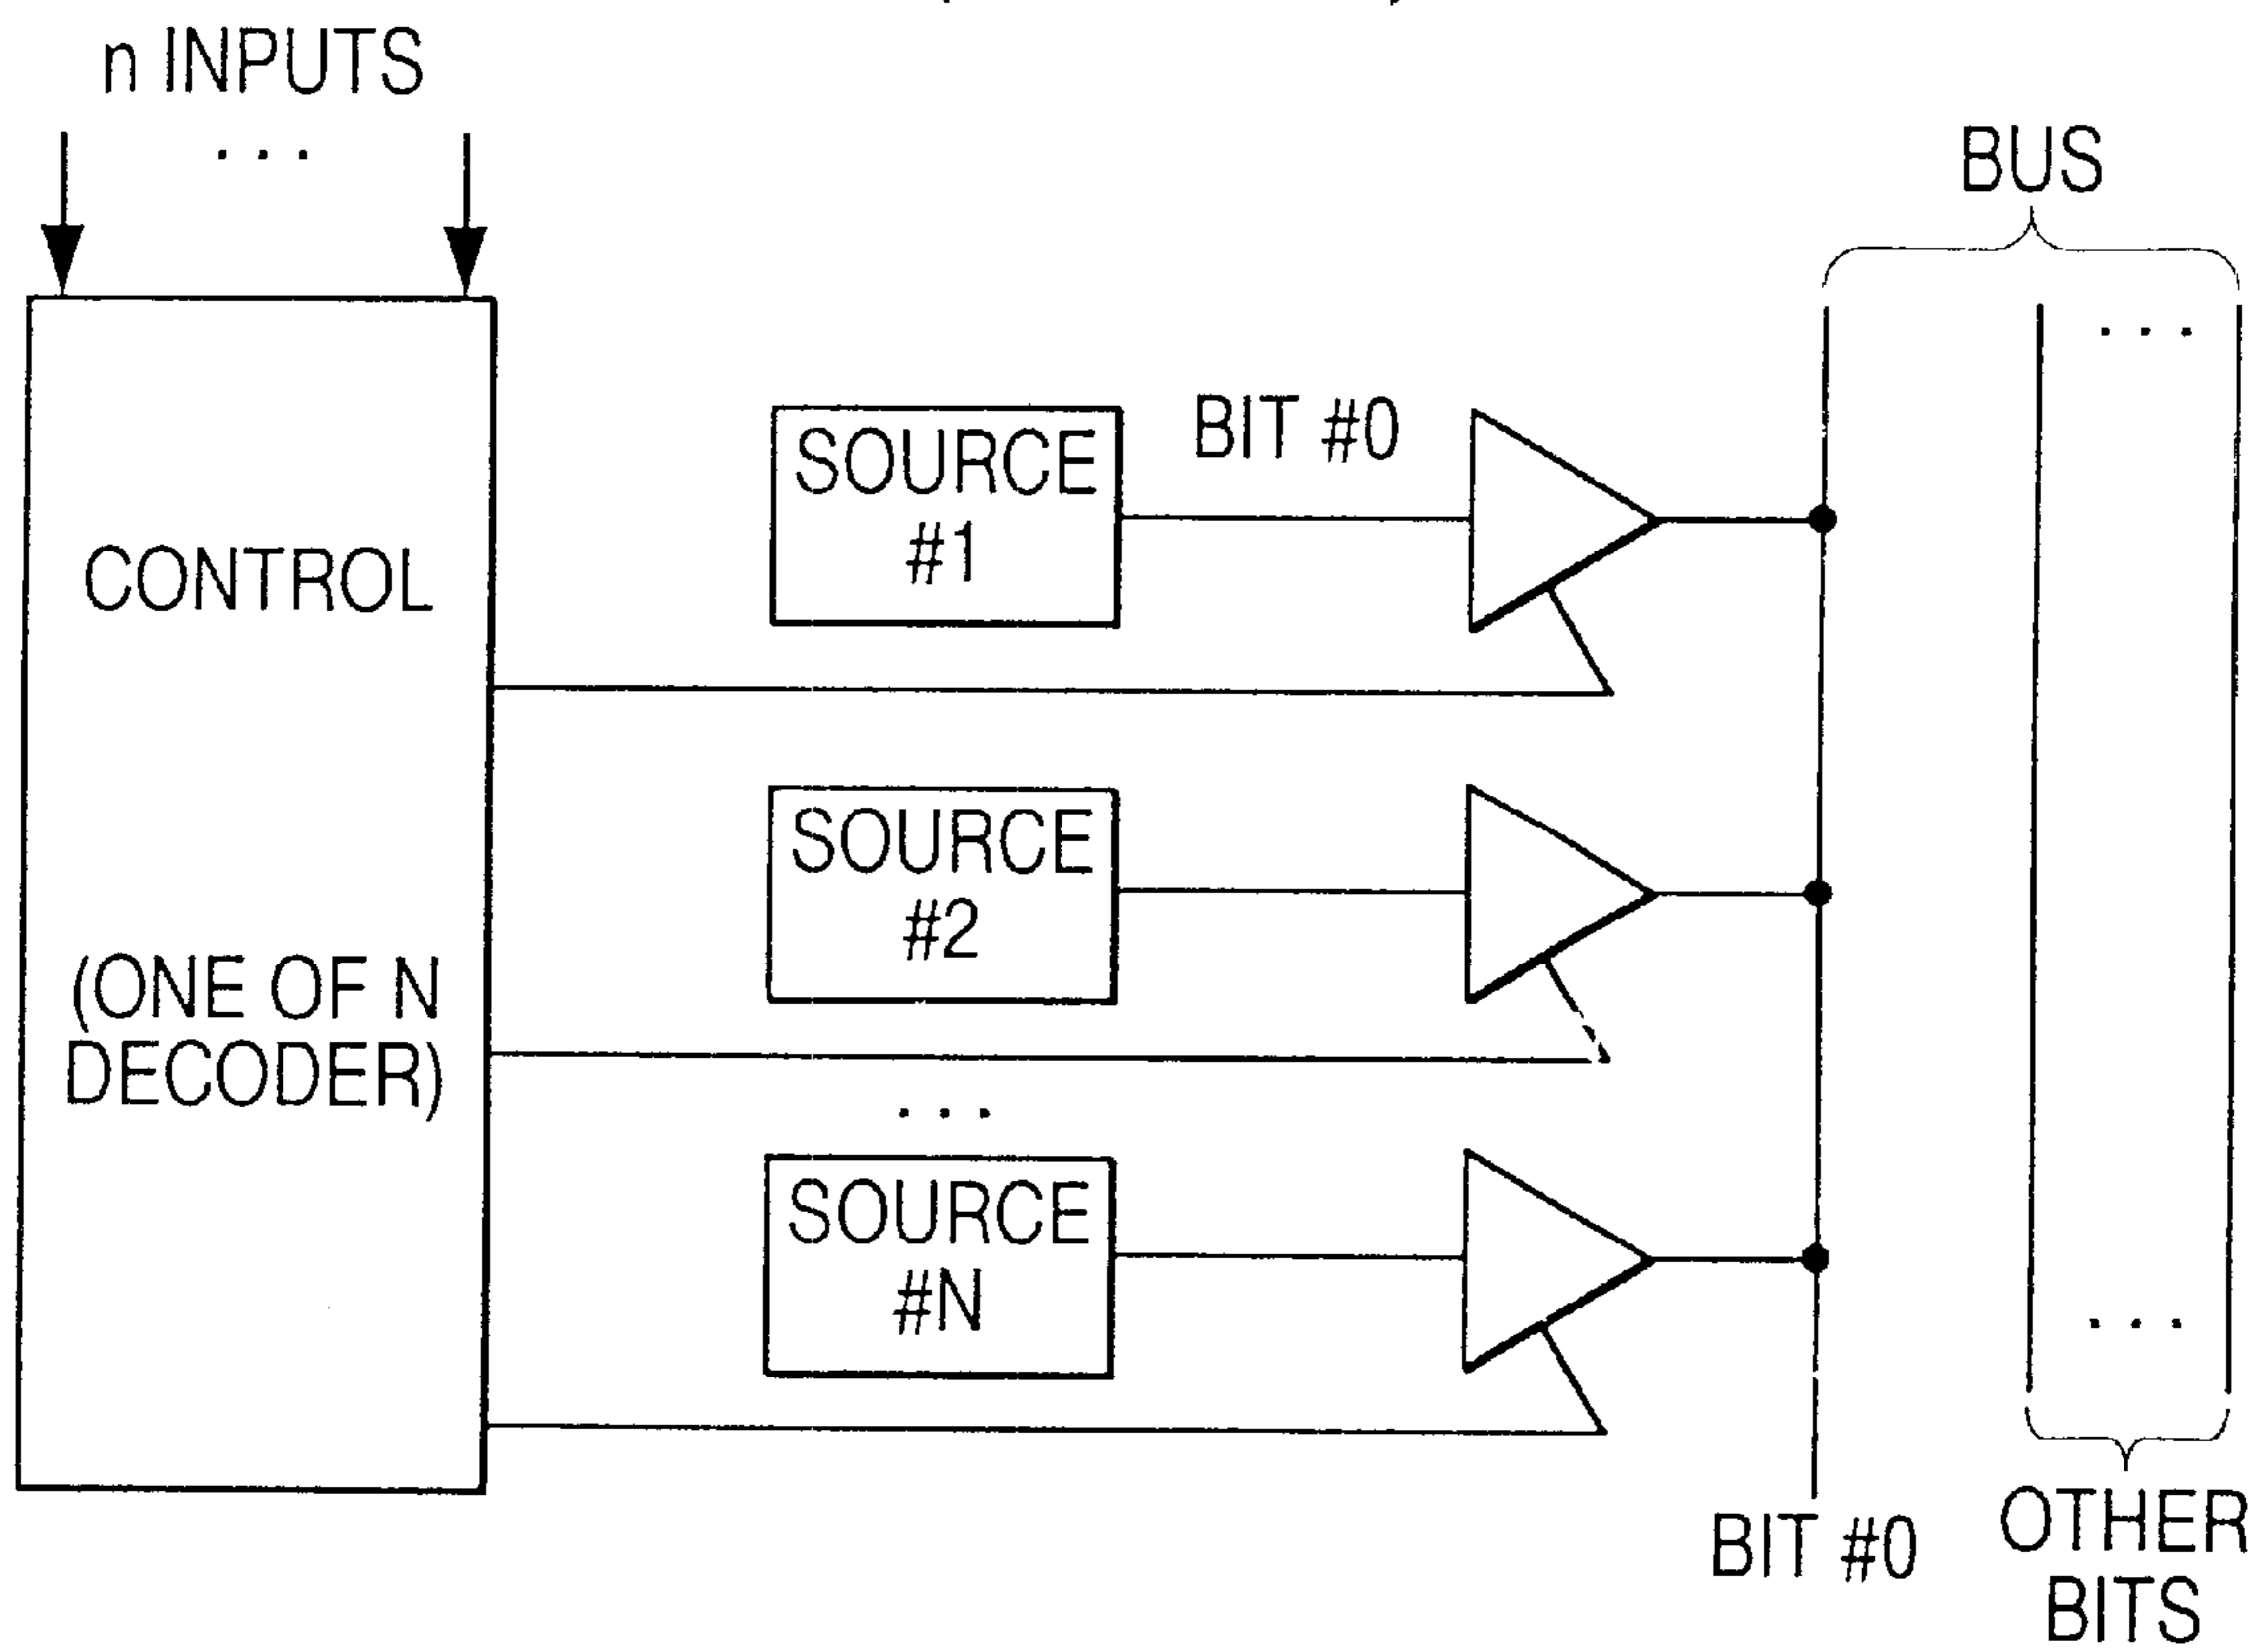 n INPUTS
. . .
BUS
. . .
SOURCE
#1
BIT #0
CONTROL
SOURCE
#2
(ONE OF N
DECODER)
. . .
SOURCE
#N
. . .
BIT #0
OTHER
BITS